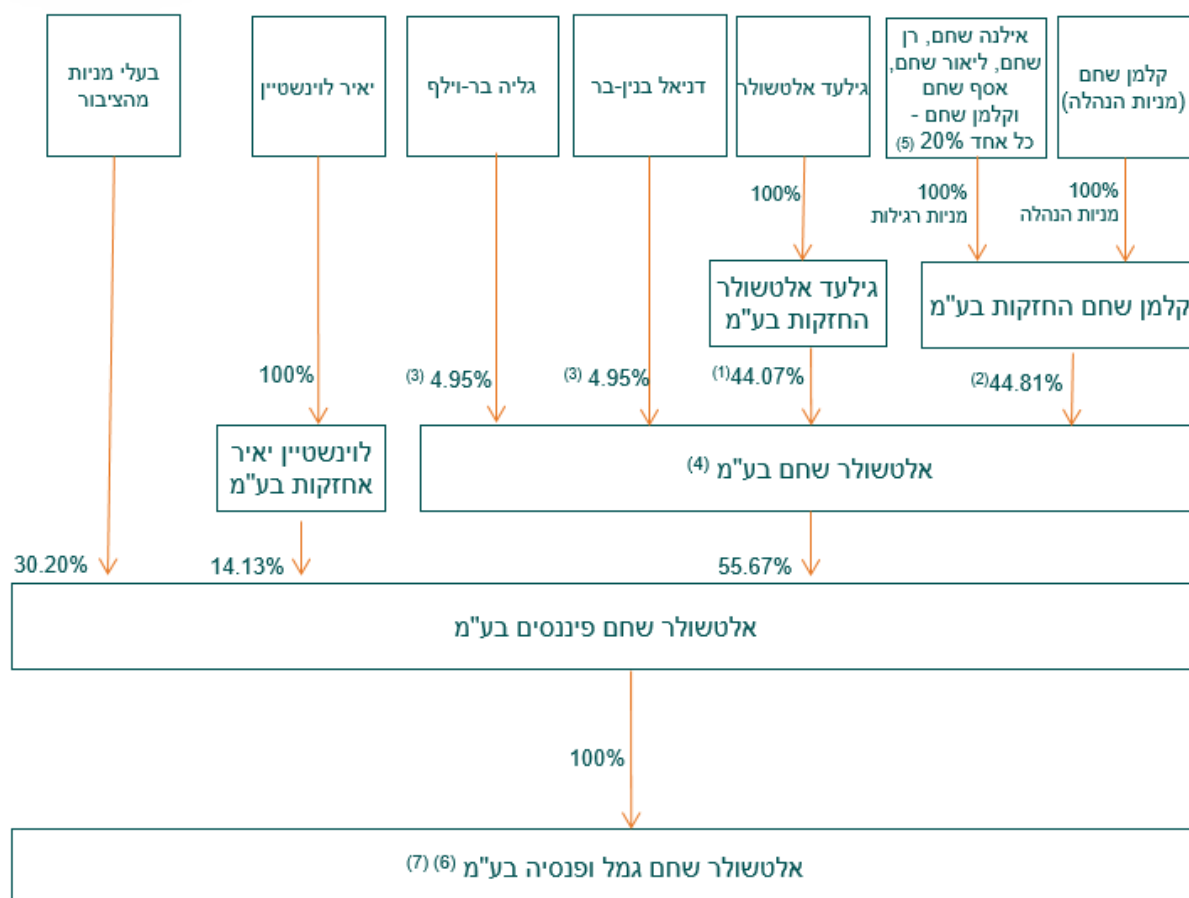 קלמן שחם
(מניות הנהלה)
אילנה שחם, רן
שחם, ליאור שחם,
אסף שחם
וקלמן שחם -
כל אחד 20% (5)
גילעד אלטשולר
דניאל בנין-בר
גליה בר-וילף
יאיר לוינשטיין
בעלי מניות
מהציבור
100%
מניות הנהלה
100%
מניות רגילות
100%
קלמן שחם החזקות בע"מ
גילעד אלטשולר
החזקות בע"מ
(2)44.81%
(1)44.07%
(3) 4.95%
(3) 4.95%
100%
אלטשולר שחם בע"מ (4)
לוינשטיין יאיר
אחזקות בע"מ
55.67%
14.13%
30.20%
אלטשולר שחם פיננסים בע"מ
100%
אלטשולר שחם גמל ופנסיה בע"מ (6) (7)